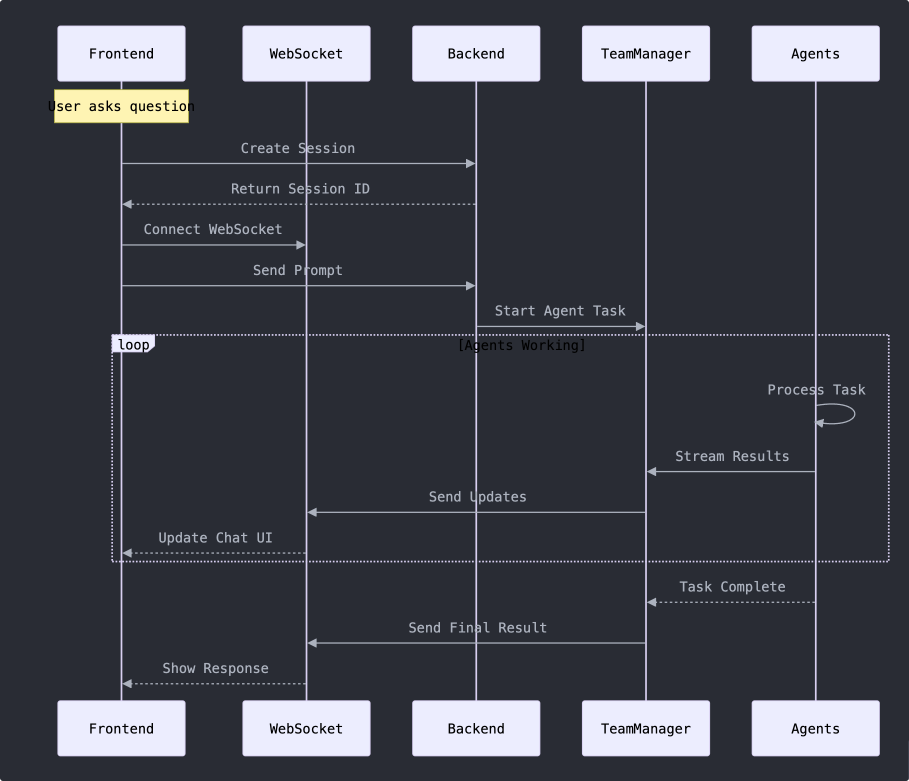 Frontend
WebSocket
Backend
TeamManager
Agents
User asks question
Create Session
Return Session ID
Connect WebSocket
Send Prompt
Start Agent Task
loop
[Agents Working]
Process Task
Stream Results
Send Updates
Update Chat UI
Task Complete
Send Final Result
Show Response
Frontend
WebSocket
Backend
TeamManager
Agents